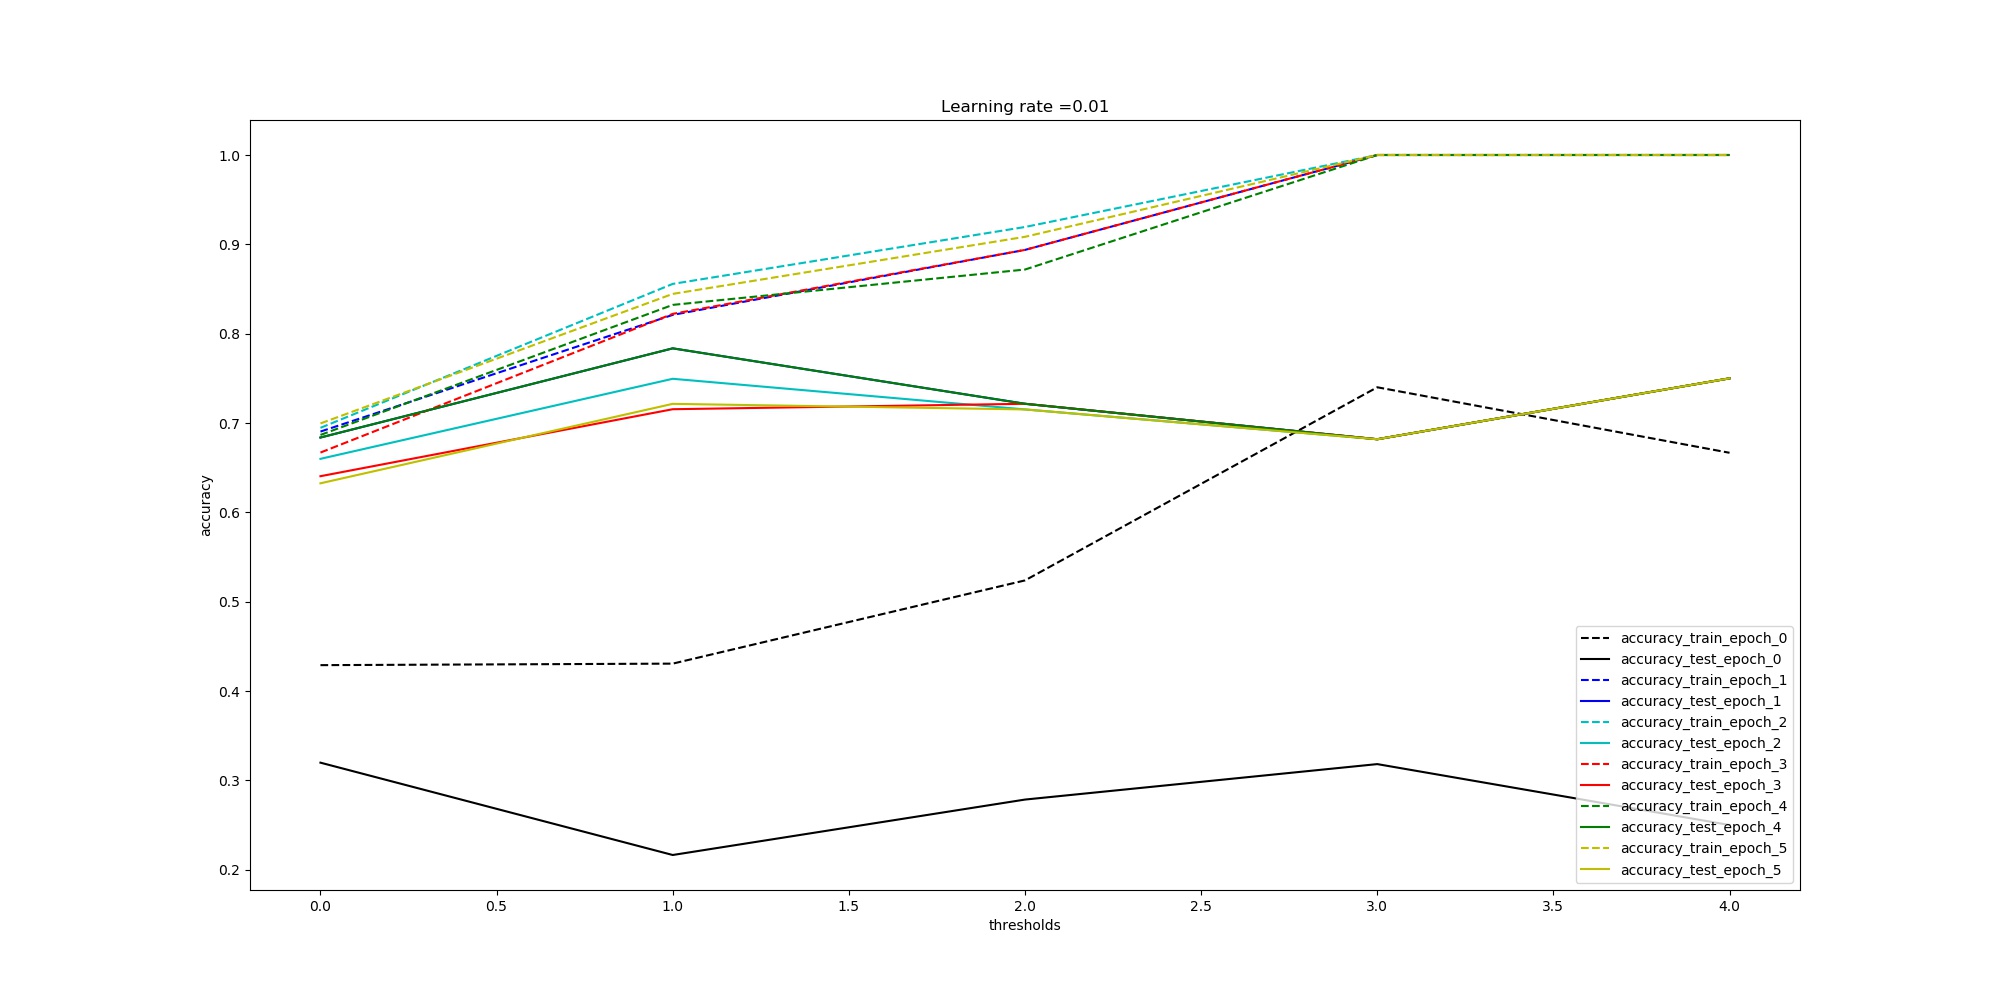 Learning rate =0.01
1.0
0.9
0.8
0.7
0.6
0.5
0.4
0.3
0.2
accuracy
accuracy_train_epoch_0
accuracy_test_epoch_0
accuracy_train_epoch_1
accuracy_test_epoch_1
accuracy_train_epoch_2
accuracy_test_epoch_2
accuracy_train_epoch_3
accuracy_test_epoch_3
accuracy_train_epoch_4
accuracy_test_epoch_4
accuracy_train_epoch_5
accuracy_test_epoch_5
0.0 0.5 1.0 1.5 2.0 2.5 3.0 3.5 4.0
thresholds